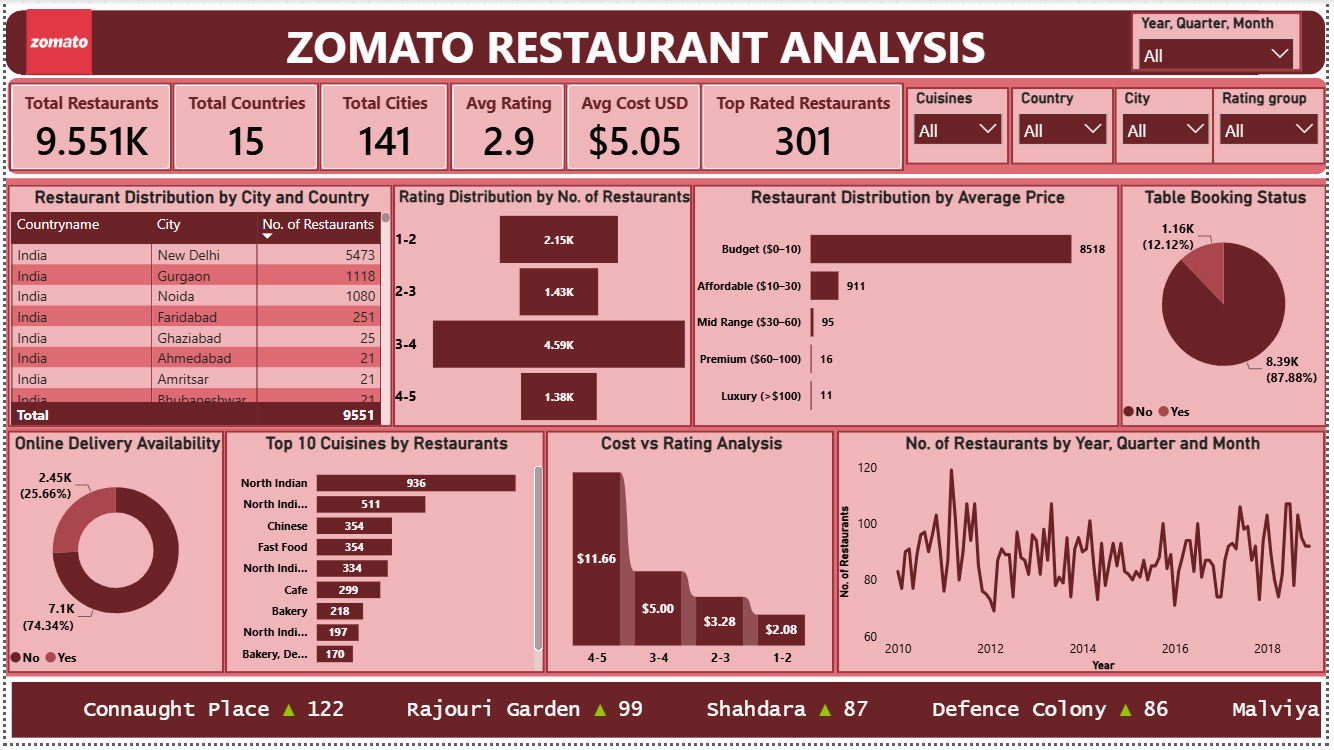 zomato
ZOMATO RESTAURANT ANALYSIS
Year, Quarter, Month
All
Total Restaurants
9.551K
Total Countries
15
Total Cities
141
Avg Rating
2.9
Avg Cost USD
$5.05
Top Rated Restaurants
301
Cuisines
All
Country
All
City
All
Rating group
All
Restaurant Distribution by City and Country
Countryname City No. of Restaurants
India New Delhi 5473
India Gurgaon 1118
India Noida 1080
India Faridabad 251
India Ghaziabad 25
India Ahmedabad 21
India Amritsar 21
India Bhubaneshwar 21
Total 9551
Rating Distribution by No. of Restaurants
1-2 2.15K
2-3 1.43K
3-4 4.59K
4-5 1.38K
Restaurant Distribution by Average Price
Budget ($0–10) 8518
Affordable ($10–30) 911
Mid Range ($30–60) 95
Premium ($60–100) 16
Luxury (>$100) 11
Table Booking Status
1.16K
(12.12%)
8.39K
(87.88%)
No Yes
Online Delivery Availability
2.45K
(25.66%)
7.1K
(74.34%)
No Yes
Top 10 Cuisines by Restaurants
North Indian 936
North Indi... 511
Chinese 354
Fast Food 354
North Indi... 334
Cafe 299
Bakery 218
North Indi... 197
Bakery, De... 170
Cost vs Rating Analysis
$11.66
$5.00
$3.28
$2.08
4-5 3-4 2-3 1-2
No. of Restaurants by Year, Quarter and Month
No. of Restaurants
120
100
80
60
2010 2012 2014 2016 2018
Year
Connaught Place ▲ 122 Rajouri Garden ▲ 99 Shahdara ▲ 87 Defence Colony ▲ 86 Malviya